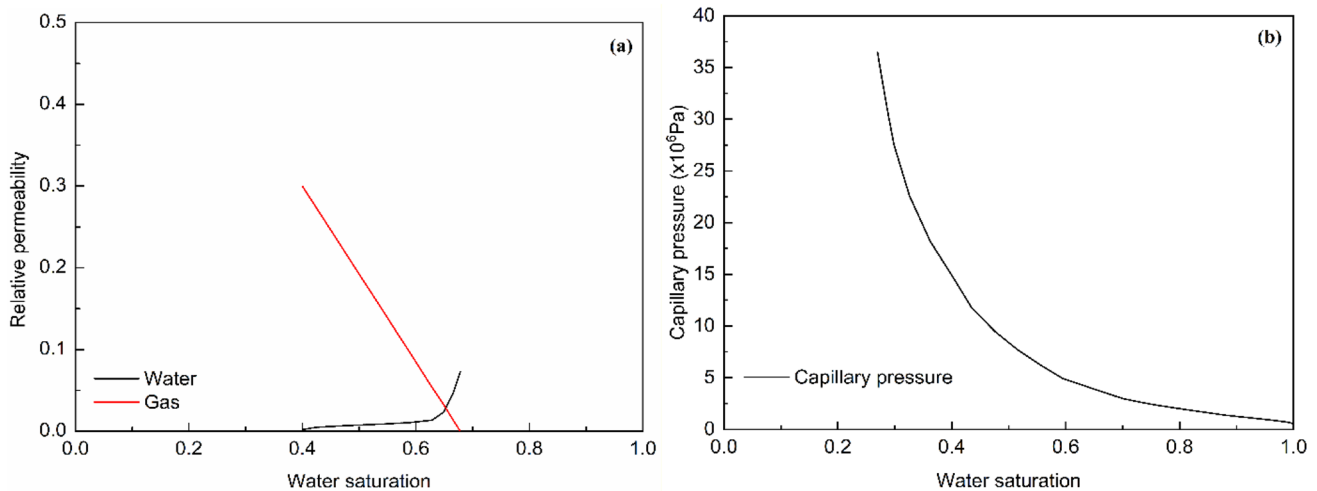 (a)
0.5
0.4
0.3
0.2
0.1
0.0
Relative permeability
Water
Gas
0.0 0.2 0.4 0.6 0.8 1.0
Water saturation
(b)
40
35
30
25
20
15
10
5
0
Capillary pressure (x10⁶Pa)
Capillary pressure
0.0 0.2 0.4 0.6 0.8 1.0
Water saturation